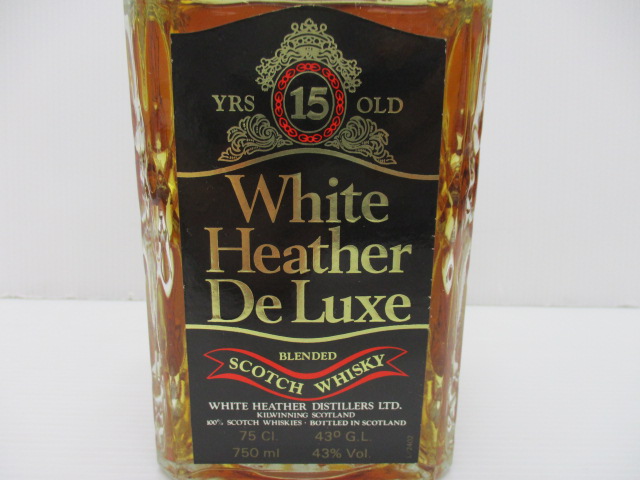 YRS 15 OLD
White
Heather
De Luxe
BLENDED
SCOTCH WHISKY
WHITE HEATHER DISTILLERS LTD.
KILWINNING SCOTLAND
100% SCOTCH WHISKIES · BOTTLED IN SCOTLAND
75 Cl. 43º G.L.
750 ml 43% Vol.